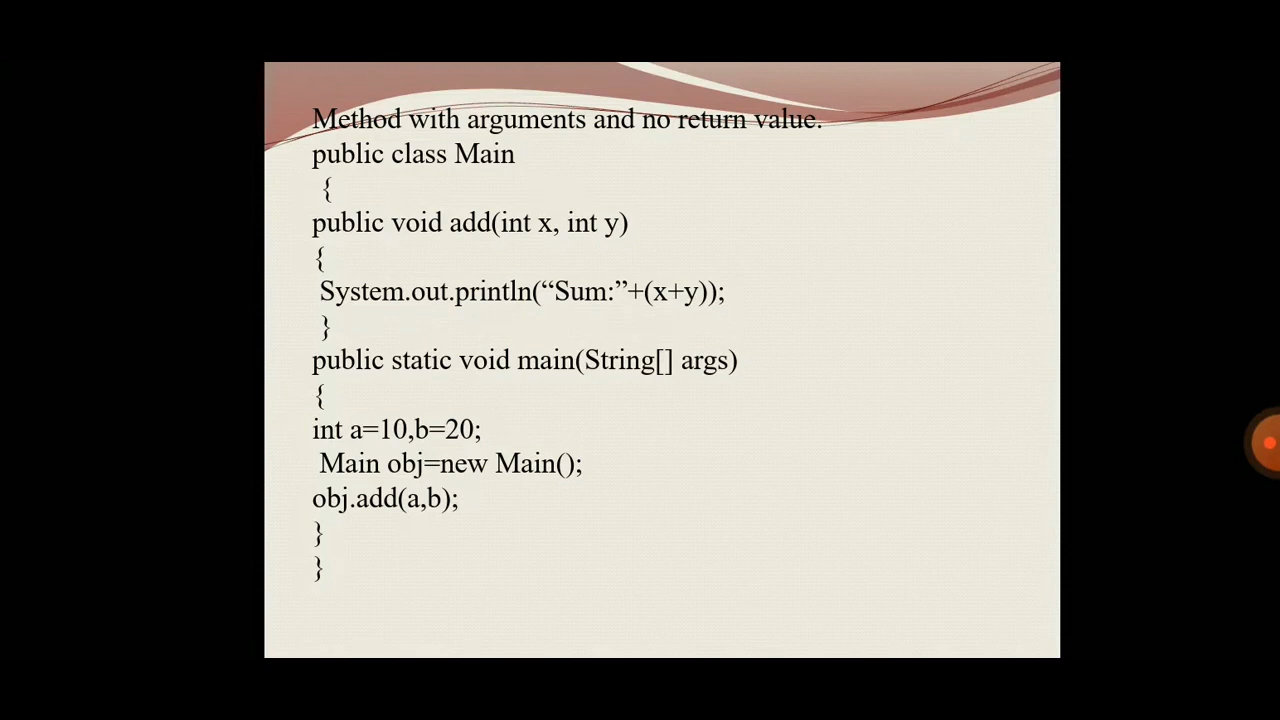 Method with arguments and no return value.
public class Main
{
public void add(int x, int y)
{
System.out.println(“Sum:”+(x+y));
}
public static void main(String[] args)
{
int a=10,b=20;
Main obj=new Main();
obj.add(a,b);
}
}